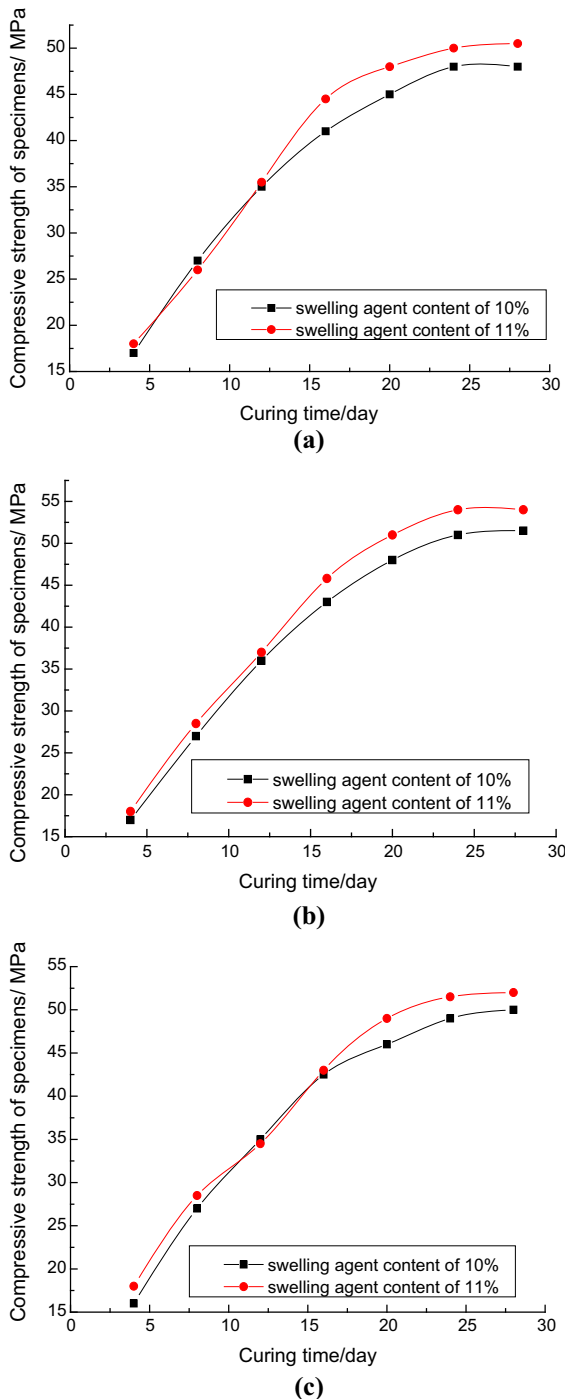 Compressive strength of specimens/ MPa
50
45
40
35
30
25
20
15
swelling agent content of 10%
swelling agent content of 11%
0 5 10 15 20 25 30
Curing time/day
(a)
Compressive strength of specimens/ MPa
55
50
45
40
35
30
25
20
15
swelling agent content of 10%
swelling agent content of 11%
0 5 10 15 20 25 30
Curing time/day
(b)
Compressive strength of specimens/ MPa
55
50
45
40
35
30
25
20
15
swelling agent content of 10%
swelling agent content of 11%
0 5 10 15 20 25 30
Curing time/day
(c)